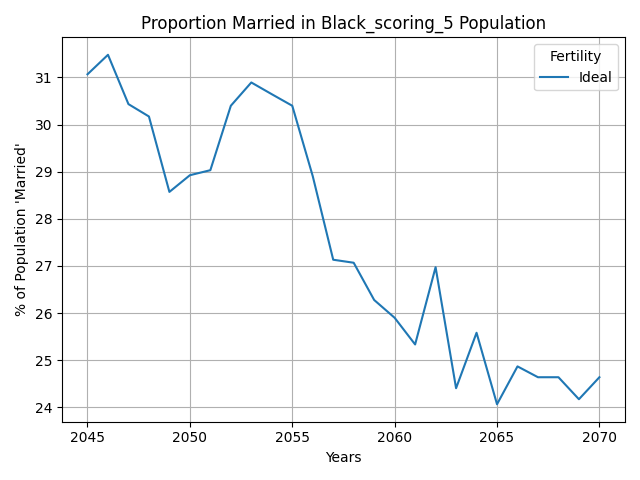 Proportion Married in Black_scoring_5 Population
Fertility
Ideal
% of Population 'Married'
31
30
29
28
27
26
25
24
2045
2050
2055
2060
2065
2070
Years